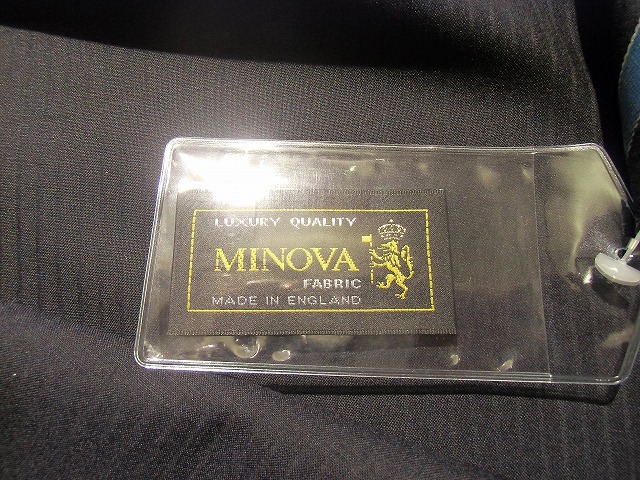 LUXURY QUALITY
MINOVA
FABRIC
MADE IN ENGLAND